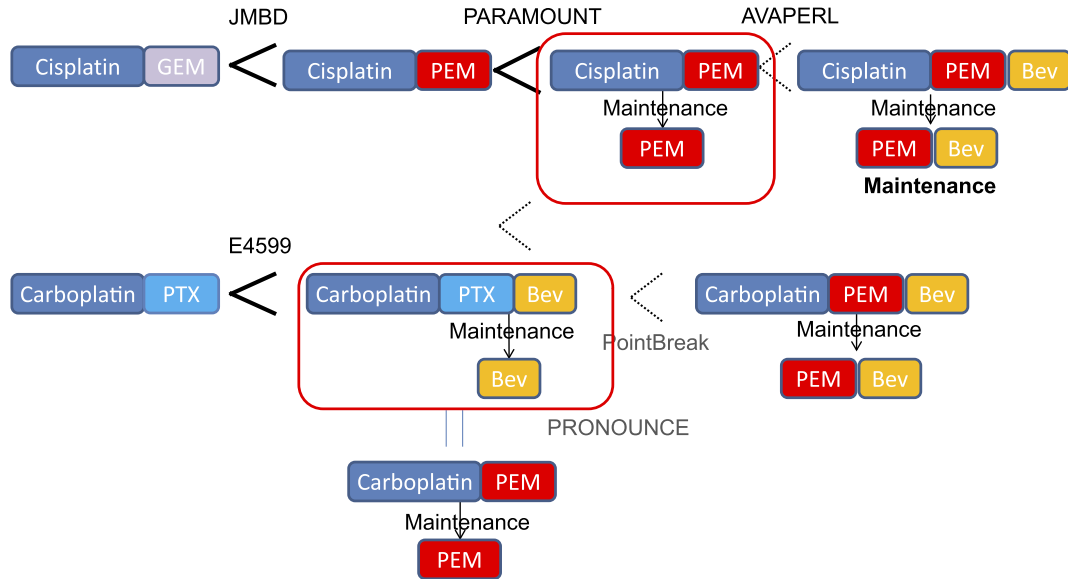 JMBD PARAMOUNT AVAPERL
Cisplatin GEM Cisplatin PEM Cisplatin PEM Cisplatin PEM Bev
Maintenance Maintenance
PEM PEM Bev
Maintenance
E4599
Carboplatin PTX Carboplatin PTX Bev Carboplatin PEM Bev
Maintenance Maintenance
PointBreak
Bev PEM Bev
PRONOUNCE
Carboplatin PEM
Maintenance
PEM